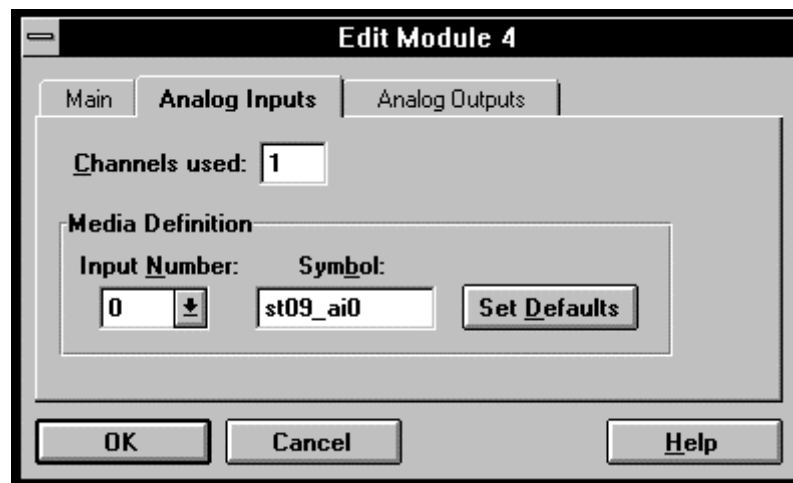 Edit Module 4
Main Analog Inputs Analog Outputs
Channels used: 1
Media Definition
Input Number: Symbol:
0 st09_ai0 Set Defaults
OK Cancel Help